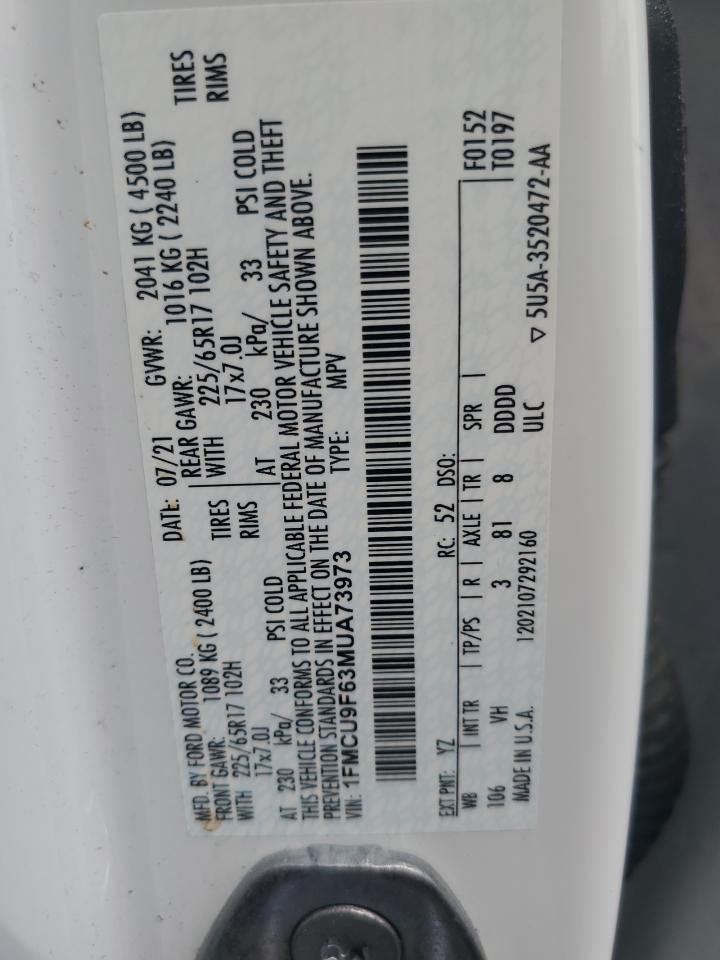 MFD. BY FORD MOTOR CO. DATE: 07/21 GVWR: 2041 KG ( 4500 LB)
FRONT GAWR: 1089 KG ( 2400 LB) REAR GAWR: 1016 KG ( 2240 LB)
WITH 225/65R17 102H TIRES WITH 225/65R17 102H TIRES
17x7.0J RIMS 17x7.0J RIMS
AT 230 kPa/ 33 PSI COLD AT 230 kPa/ 33 PSI COLD
THIS VEHICLE CONFORMS TO ALL APPLICABLE FEDERAL MOTOR VEHICLE SAFETY AND THEFT
PREVENTION STANDARDS IN EFFECT ON THE DATE OF MANUFACTURE SHOWN ABOVE.
VIN: 1FMCU9F63MUA73973 TYPE: MPV
EXT PNT: YZ RC: 52 DSO: F0152
WB INT TR TP/PS R AXLE TR SPR T0197
106 VH 3 81 8 DDDD
MADE IN U.S.A. 1202107292160 ULC ▽ 5U5A-3520472-AA